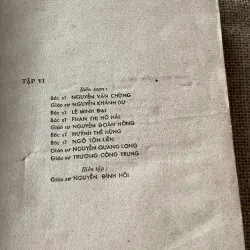 TẬP VI
Biên soạn :
Bác sĩ NGUYỄN VĂN CHỪNG
Giáo sư NGUYỄN KHÁNH DƯ
Bác sĩ LÊ MINH ĐẠI
Bác sĩ PHAN THỊ HỒ HẢI
Giáo sư NGUYỄN ĐOÀN HỒNG
Bác sĩ HUỲNH THẾ HÙNG
Bác sĩ NGÔ TÔN LIÊN
Giáo sư NGUYỄN QUANG LONG
Giáo sư TRƯƠNG CÔNG TRUNG
Biên tập :
Giáo sư NGUYỄN ĐÌNH HỐI